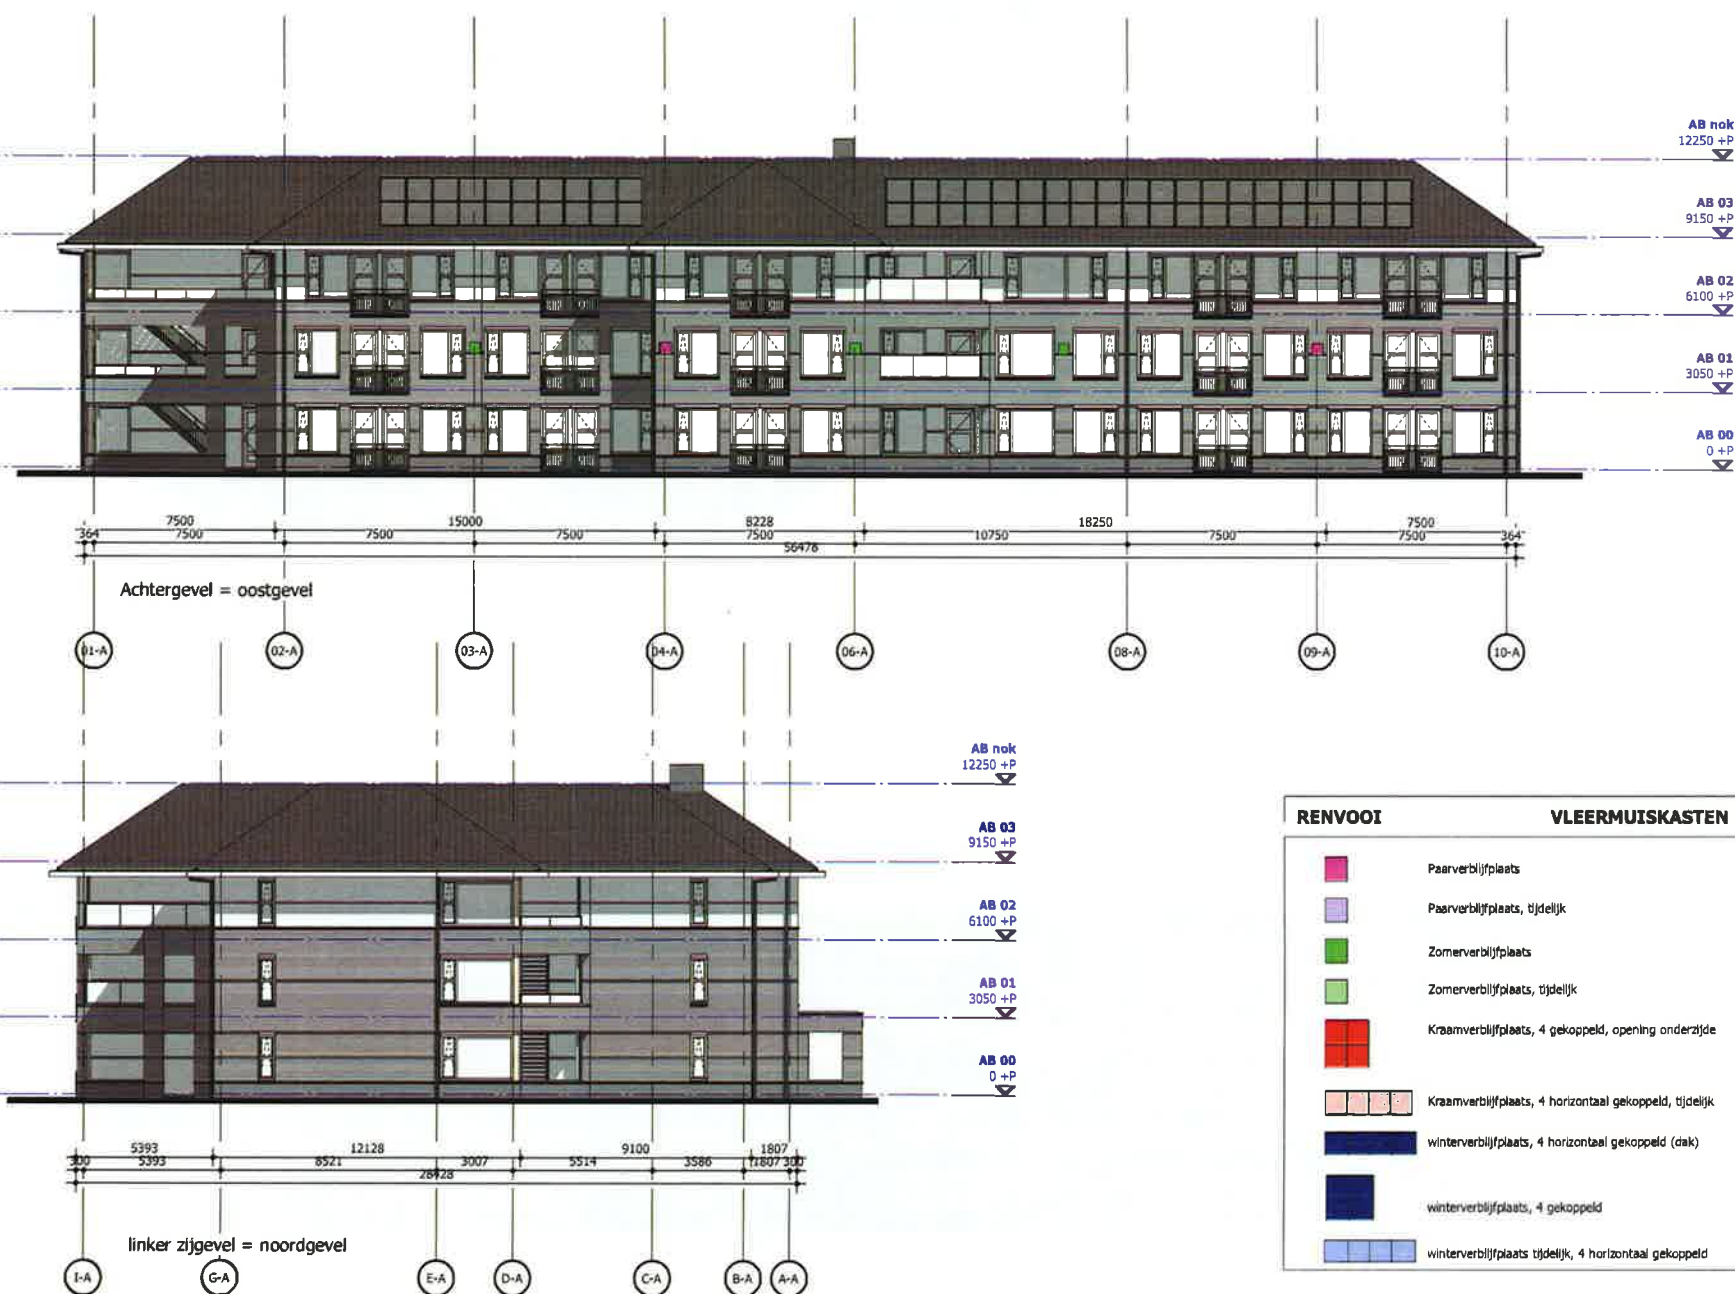 AB nok
12250 +P
AB 03
9150 +P
AB 02
6100 +P
AB 01
3050 +P
AB 00
0 +P
7500 15000 8228 18250 7500
364 7500 7500 7500 7500 10750 7500 7500 364
56478
Achtergevel = oostgevel
01-A 02-A 03-A 04-A 06-A 08-A 09-A 10-A
AB nok
12250 +P
AB 03
9150 +P
AB 02
6100 +P
AB 01
3050 +P
AB 00
0 +P
5393 12128 9100 1807
300 5393 8521 3007 5514 3586 1807 300
28428
linker zijgevel = noordgevel
I-A G-A E-A D-A C-A B-A A-A
RENVOOI VLEERMUISKASTEN
Paarverblijfplaats
Paarverblijfplaats, tijdelijk
Zomerverblijfplaats
Zomerverblijfplaats, tijdelijk
Kraamverblijfplaats, 4 gekoppeld, opening onderzijde
Kraamverblijfplaats, 4 horizontaal gekoppeld, tijdelijk
winterverblijfplaats, 4 horizontaal gekoppeld (dak)
winterverblijfplaats, 4 gekoppeld
winterverblijfplaats tijdelijk, 4 horizontaal gekoppeld